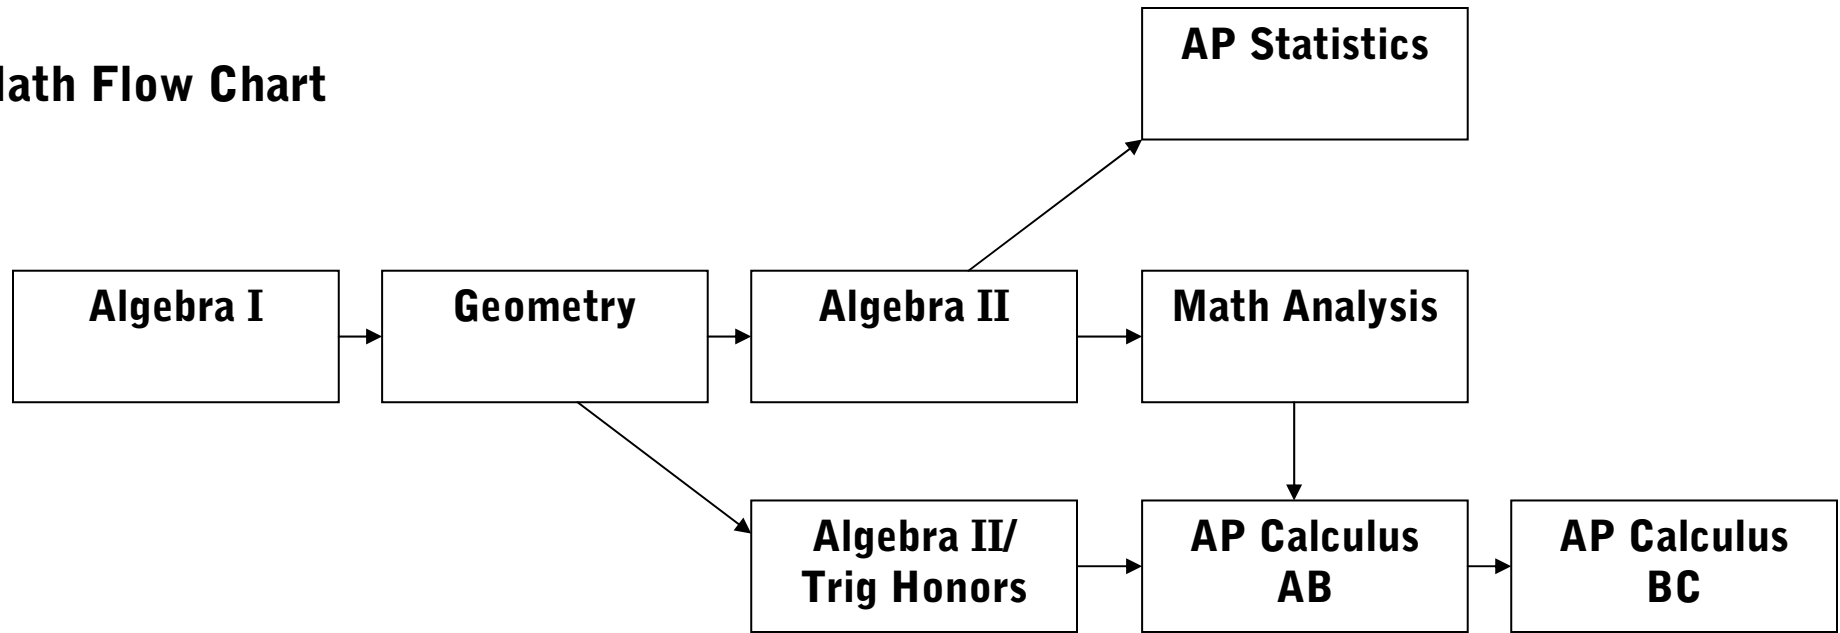 AP Statistics
Math Flow Chart
Algebra I
Geometry
Algebra II
Math Analysis
Algebra II/
Trig Honors
AP Calculus
AB
AP Calculus
BC